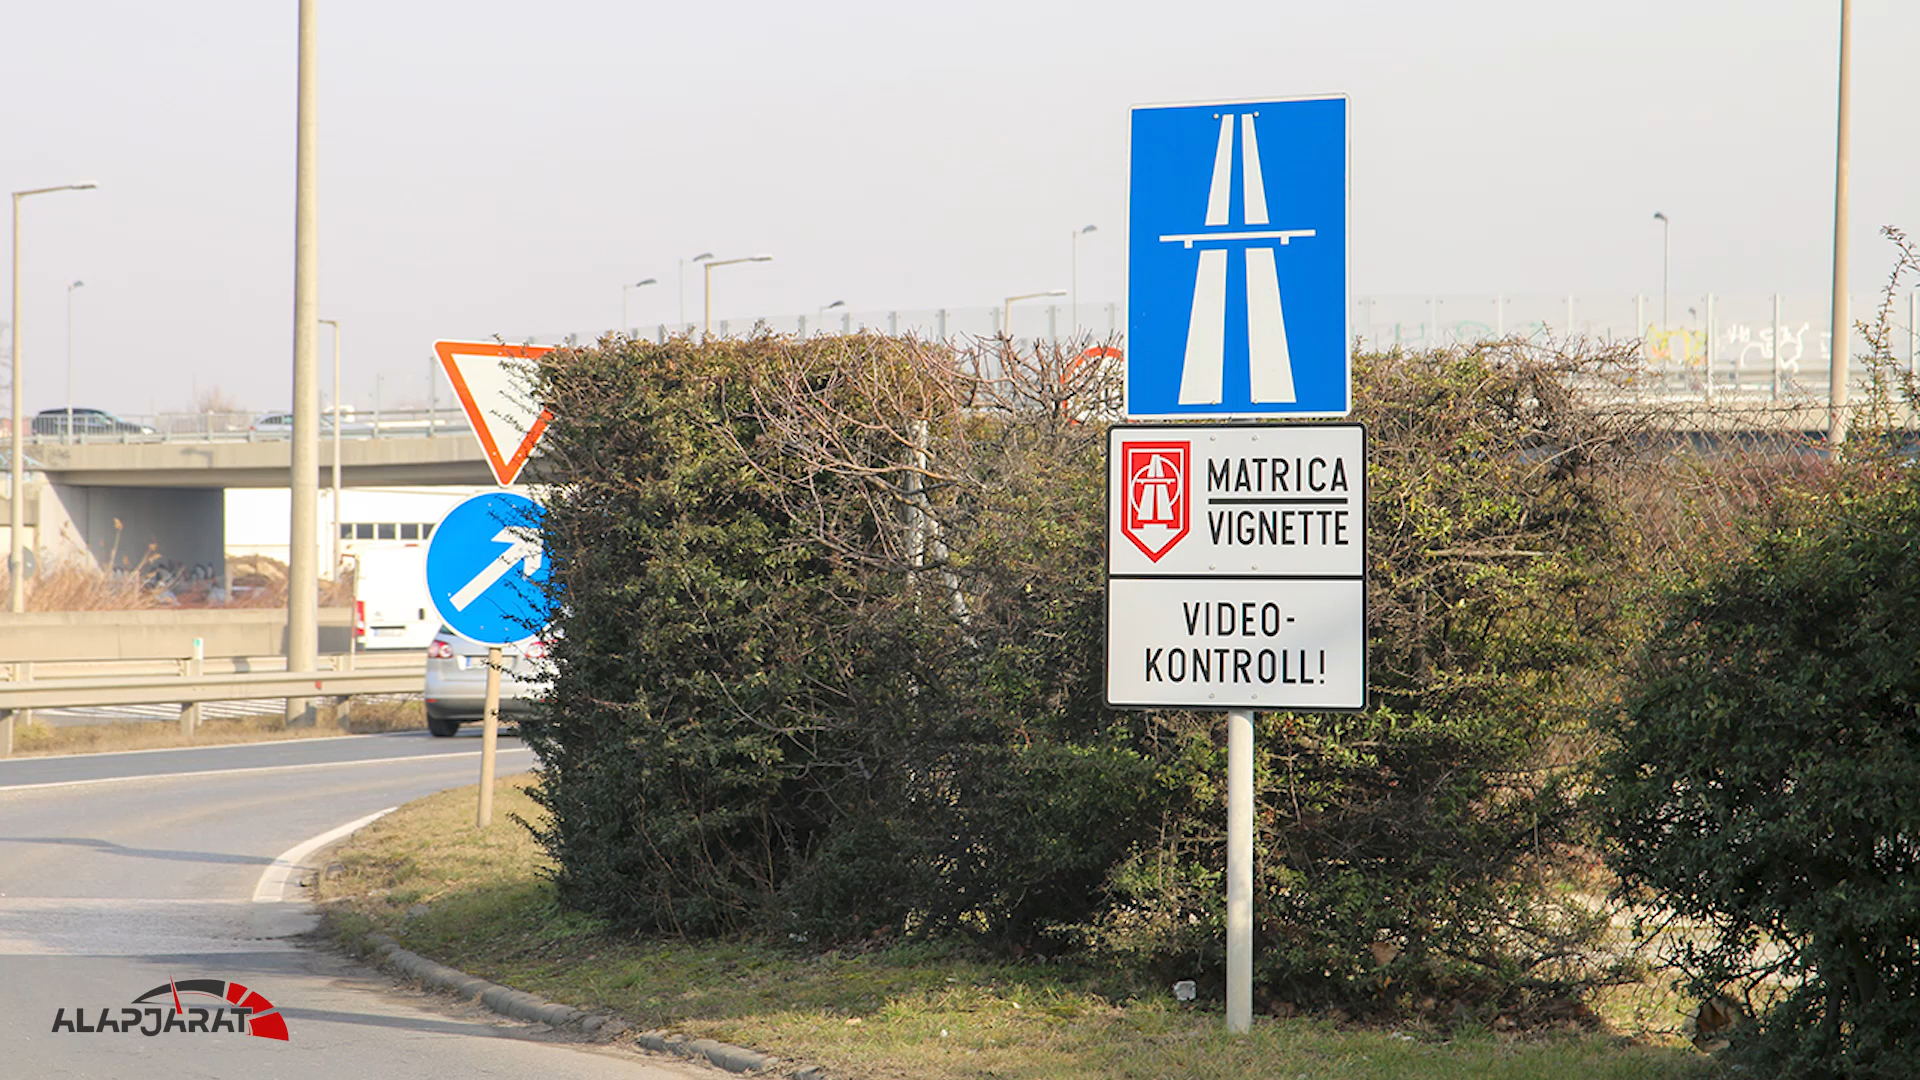 MATRICA
VIGNETTE
VIDEO-
KONTROLL!
ALAPJÁRAT